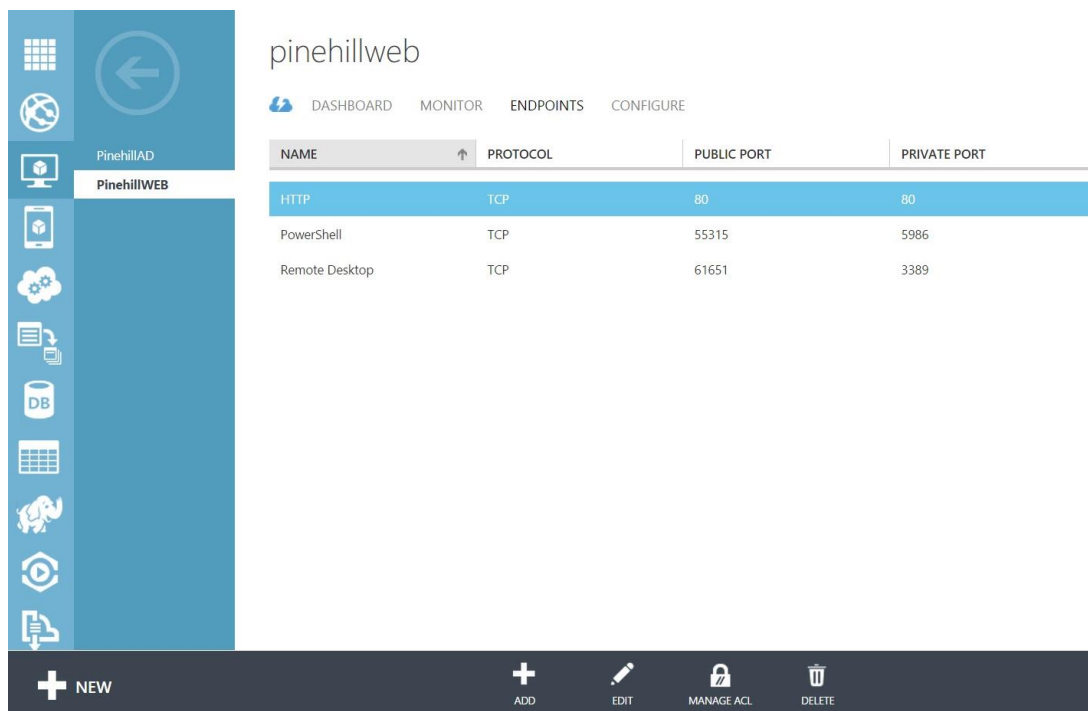 pinehillweb
DASHBOARD MONITOR ENDPOINTS CONFIGURE
PinehillAD
PinehillWEB
NAME PROTOCOL PUBLIC PORT PRIVATE PORT
HTTP TCP 80 80
PowerShell TCP 55315 5986
Remote Desktop TCP 61651 3389
DB
NEW
ADD EDIT MANAGE ACL DELETE